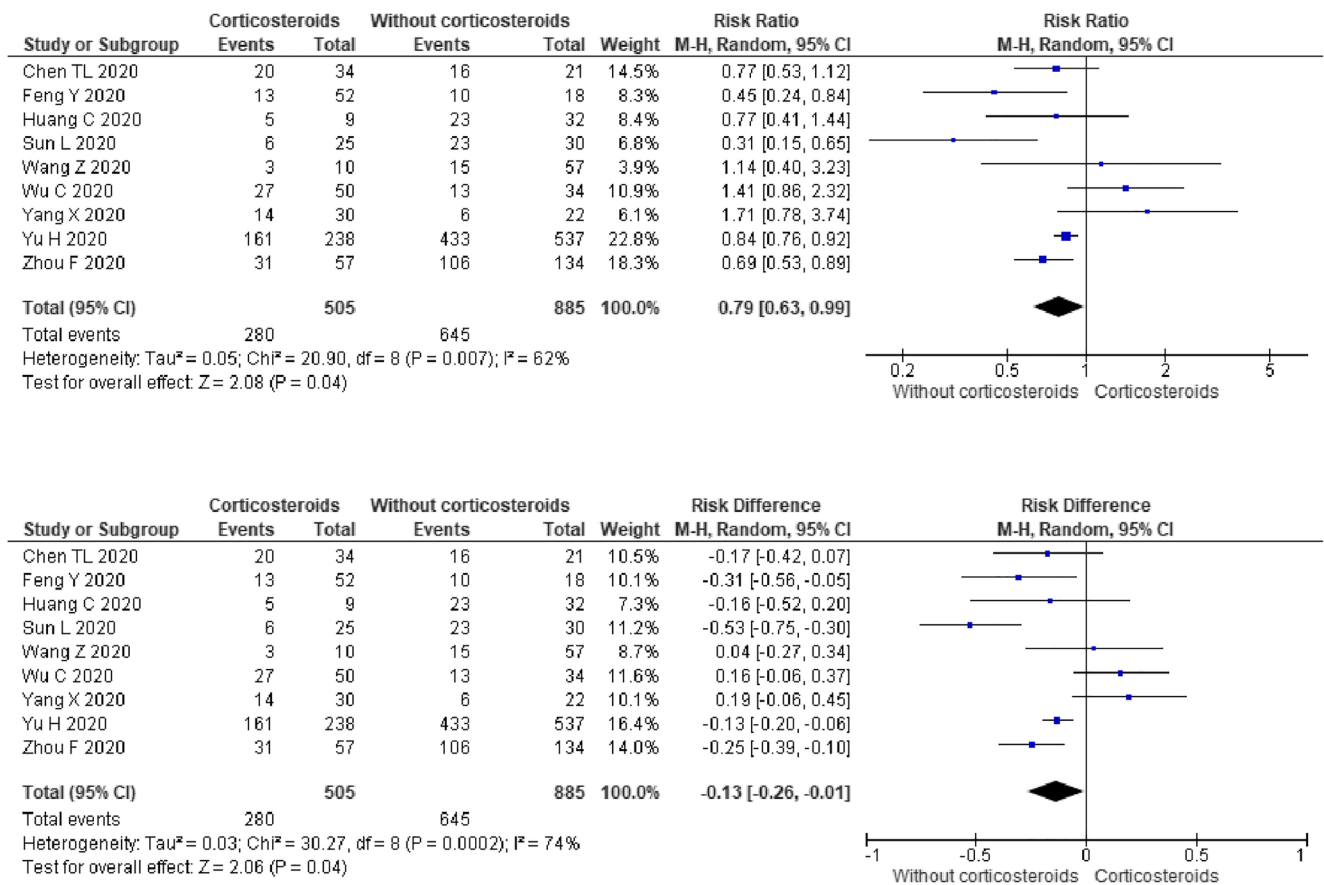 Corticosteroids Without corticosteroids Risk Ratio Risk Ratio
Study or Subgroup Events Total Events Total Weight M-H, Random, 95% CI M-H, Random, 95% CI
Chen TL 2020 20 34 16 21 14.5% 0.77 [0.53, 1.12]
Feng Y 2020 13 52 10 18 8.3% 0.45 [0.24, 0.84]
Huang C 2020 5 9 23 32 8.4% 0.77 [0.41, 1.44]
Sun L 2020 6 25 23 30 6.8% 0.31 [0.15, 0.65]
Wang Z 2020 3 10 15 57 3.9% 1.14 [0.40, 3.23]
Wu C 2020 27 50 13 34 10.9% 1.41 [0.86, 2.32]
Yang X 2020 14 30 6 22 6.1% 1.71 [0.78, 3.74]
Yu H 2020 161 238 433 537 22.8% 0.84 [0.76, 0.92]
Zhou F 2020 31 57 106 134 18.3% 0.69 [0.53, 0.89]
Total (95% CI) 505 885 100.0% 0.79 [0.63, 0.99]
Total events 280 645
Heterogeneity: Tau² = 0.05; Chi² = 20.90, df = 8 (P = 0.007); I² = 62%
Test for overall effect: Z = 2.08 (P = 0.04)
0.2 0.5 1 2 5
Without corticosteroids Corticosteroids
Corticosteroids Without corticosteroids Risk Difference Risk Difference
Study or Subgroup Events Total Events Total Weight M-H, Random, 95% CI M-H, Random, 95% CI
Chen TL 2020 20 34 16 21 10.5% -0.17 [-0.42, 0.07]
Feng Y 2020 13 52 10 18 10.1% -0.31 [-0.56, -0.05]
Huang C 2020 5 9 23 32 7.3% -0.16 [-0.52, 0.20]
Sun L 2020 6 25 23 30 11.2% -0.53 [-0.75, -0.30]
Wang Z 2020 3 10 15 57 8.7% 0.04 [-0.27, 0.34]
Wu C 2020 27 50 13 34 11.6% 0.16 [-0.06, 0.37]
Yang X 2020 14 30 6 22 10.1% 0.19 [-0.06, 0.45]
Yu H 2020 161 238 433 537 16.4% -0.13 [-0.20, -0.06]
Zhou F 2020 31 57 106 134 14.0% -0.25 [-0.39, -0.10]
Total (95% CI) 505 885 100.0% -0.13 [-0.26, -0.01]
Total events 280 645
Heterogeneity: Tau² = 0.03; Chi² = 30.27, df = 8 (P = 0.0002); I² = 74%
Test for overall effect: Z = 2.06 (P = 0.04)
-1 -0.5 0 0.5 1
Without corticosteroids Corticosteroids